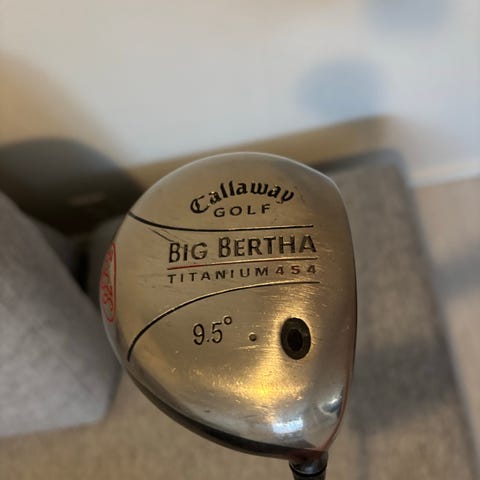 Callaway
GOLF
BIG BERTHA
TITANIUM 454
9.5°